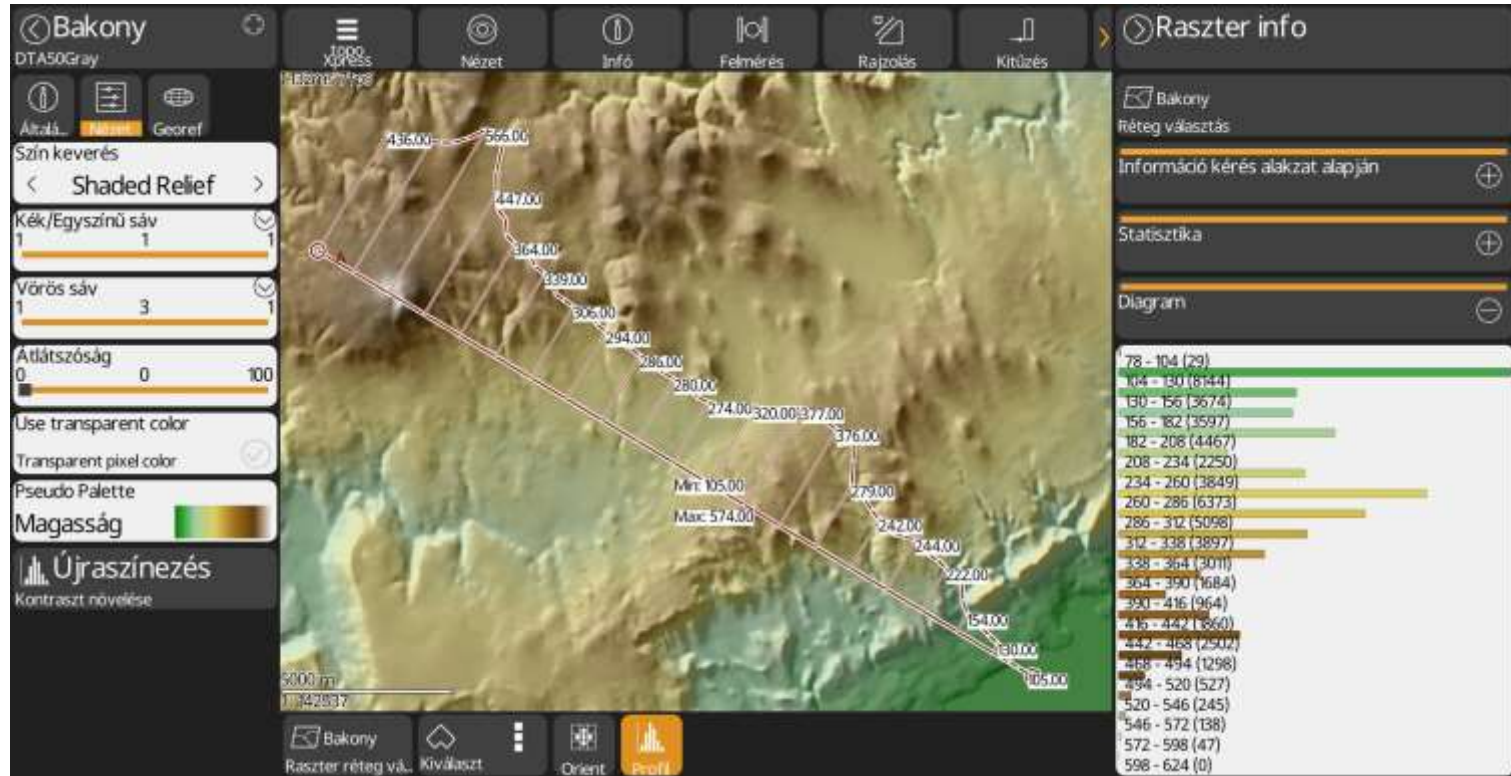 Bakony
DTA50Gray
Által...
Nézet
Georef
Szín keverés
Shaded Relief
Kék/Egyszínű sáv
1 1 1
Vörös sáv
1 3 1
Átlátszóság
0 0 100
Use transparent color
Transparent pixel color
Pseudo Palette
Magasság
Újraszínezés
Kontraszt növelése
topo
Xpress
Nézet
Infó
Felmérés
Rajzolás
Kitűzés
436.00
566.00
447.00
364.00
339.00
306.00
294.00
286.00
280.00
274.00
320.00
377.00
376.00
Min: 105.00
279.00
Max: 574.00
242.00
244.00
222.00
154.00
130.00
105.00
5000 m
Bakony
Raszter réteg vá...
Kiválaszt
Orient
Profil
Raszter info
Bakony
Réteg választás
Információ kérés alakzat alapján
Statisztika
Diagram
78 - 104 (29)
104 - 130 (8144)
130 - 156 (3674)
156 - 182 (3597)
182 - 208 (4467)
208 - 234 (2250)
234 - 260 (3849)
260 - 286 (6373)
286 - 312 (5098)
312 - 338 (3897)
338 - 364 (3011)
364 - 390 (1684)
390 - 416 (964)
416 - 442 (1860)
442 - 468 (2502)
468 - 494 (1298)
494 - 520 (527)
520 - 546 (245)
546 - 572 (138)
572 - 598 (47)
598 - 624 (0)